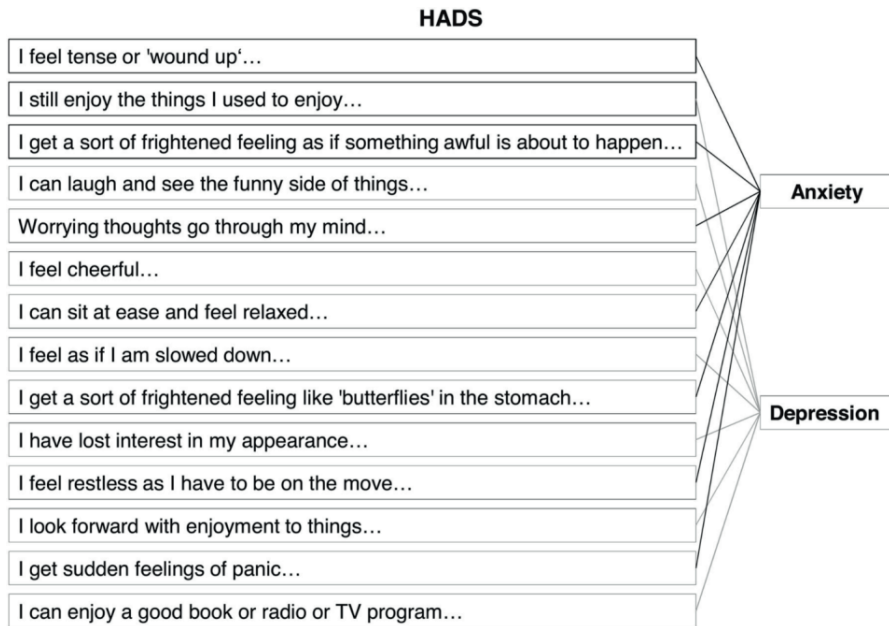 HADS
I feel tense or 'wound up‘…
I still enjoy the things I used to enjoy…
I get a sort of frightened feeling as if something awful is about to happen…
I can laugh and see the funny side of things…
Anxiety
Worrying thoughts go through my mind…
I feel cheerful…
I can sit at ease and feel relaxed…
I feel as if I am slowed down…
I get a sort of frightened feeling like 'butterflies' in the stomach…
Depression
I have lost interest in my appearance…
I feel restless as I have to be on the move…
I look forward with enjoyment to things…
I get sudden feelings of panic…
I can enjoy a good book or radio or TV program…